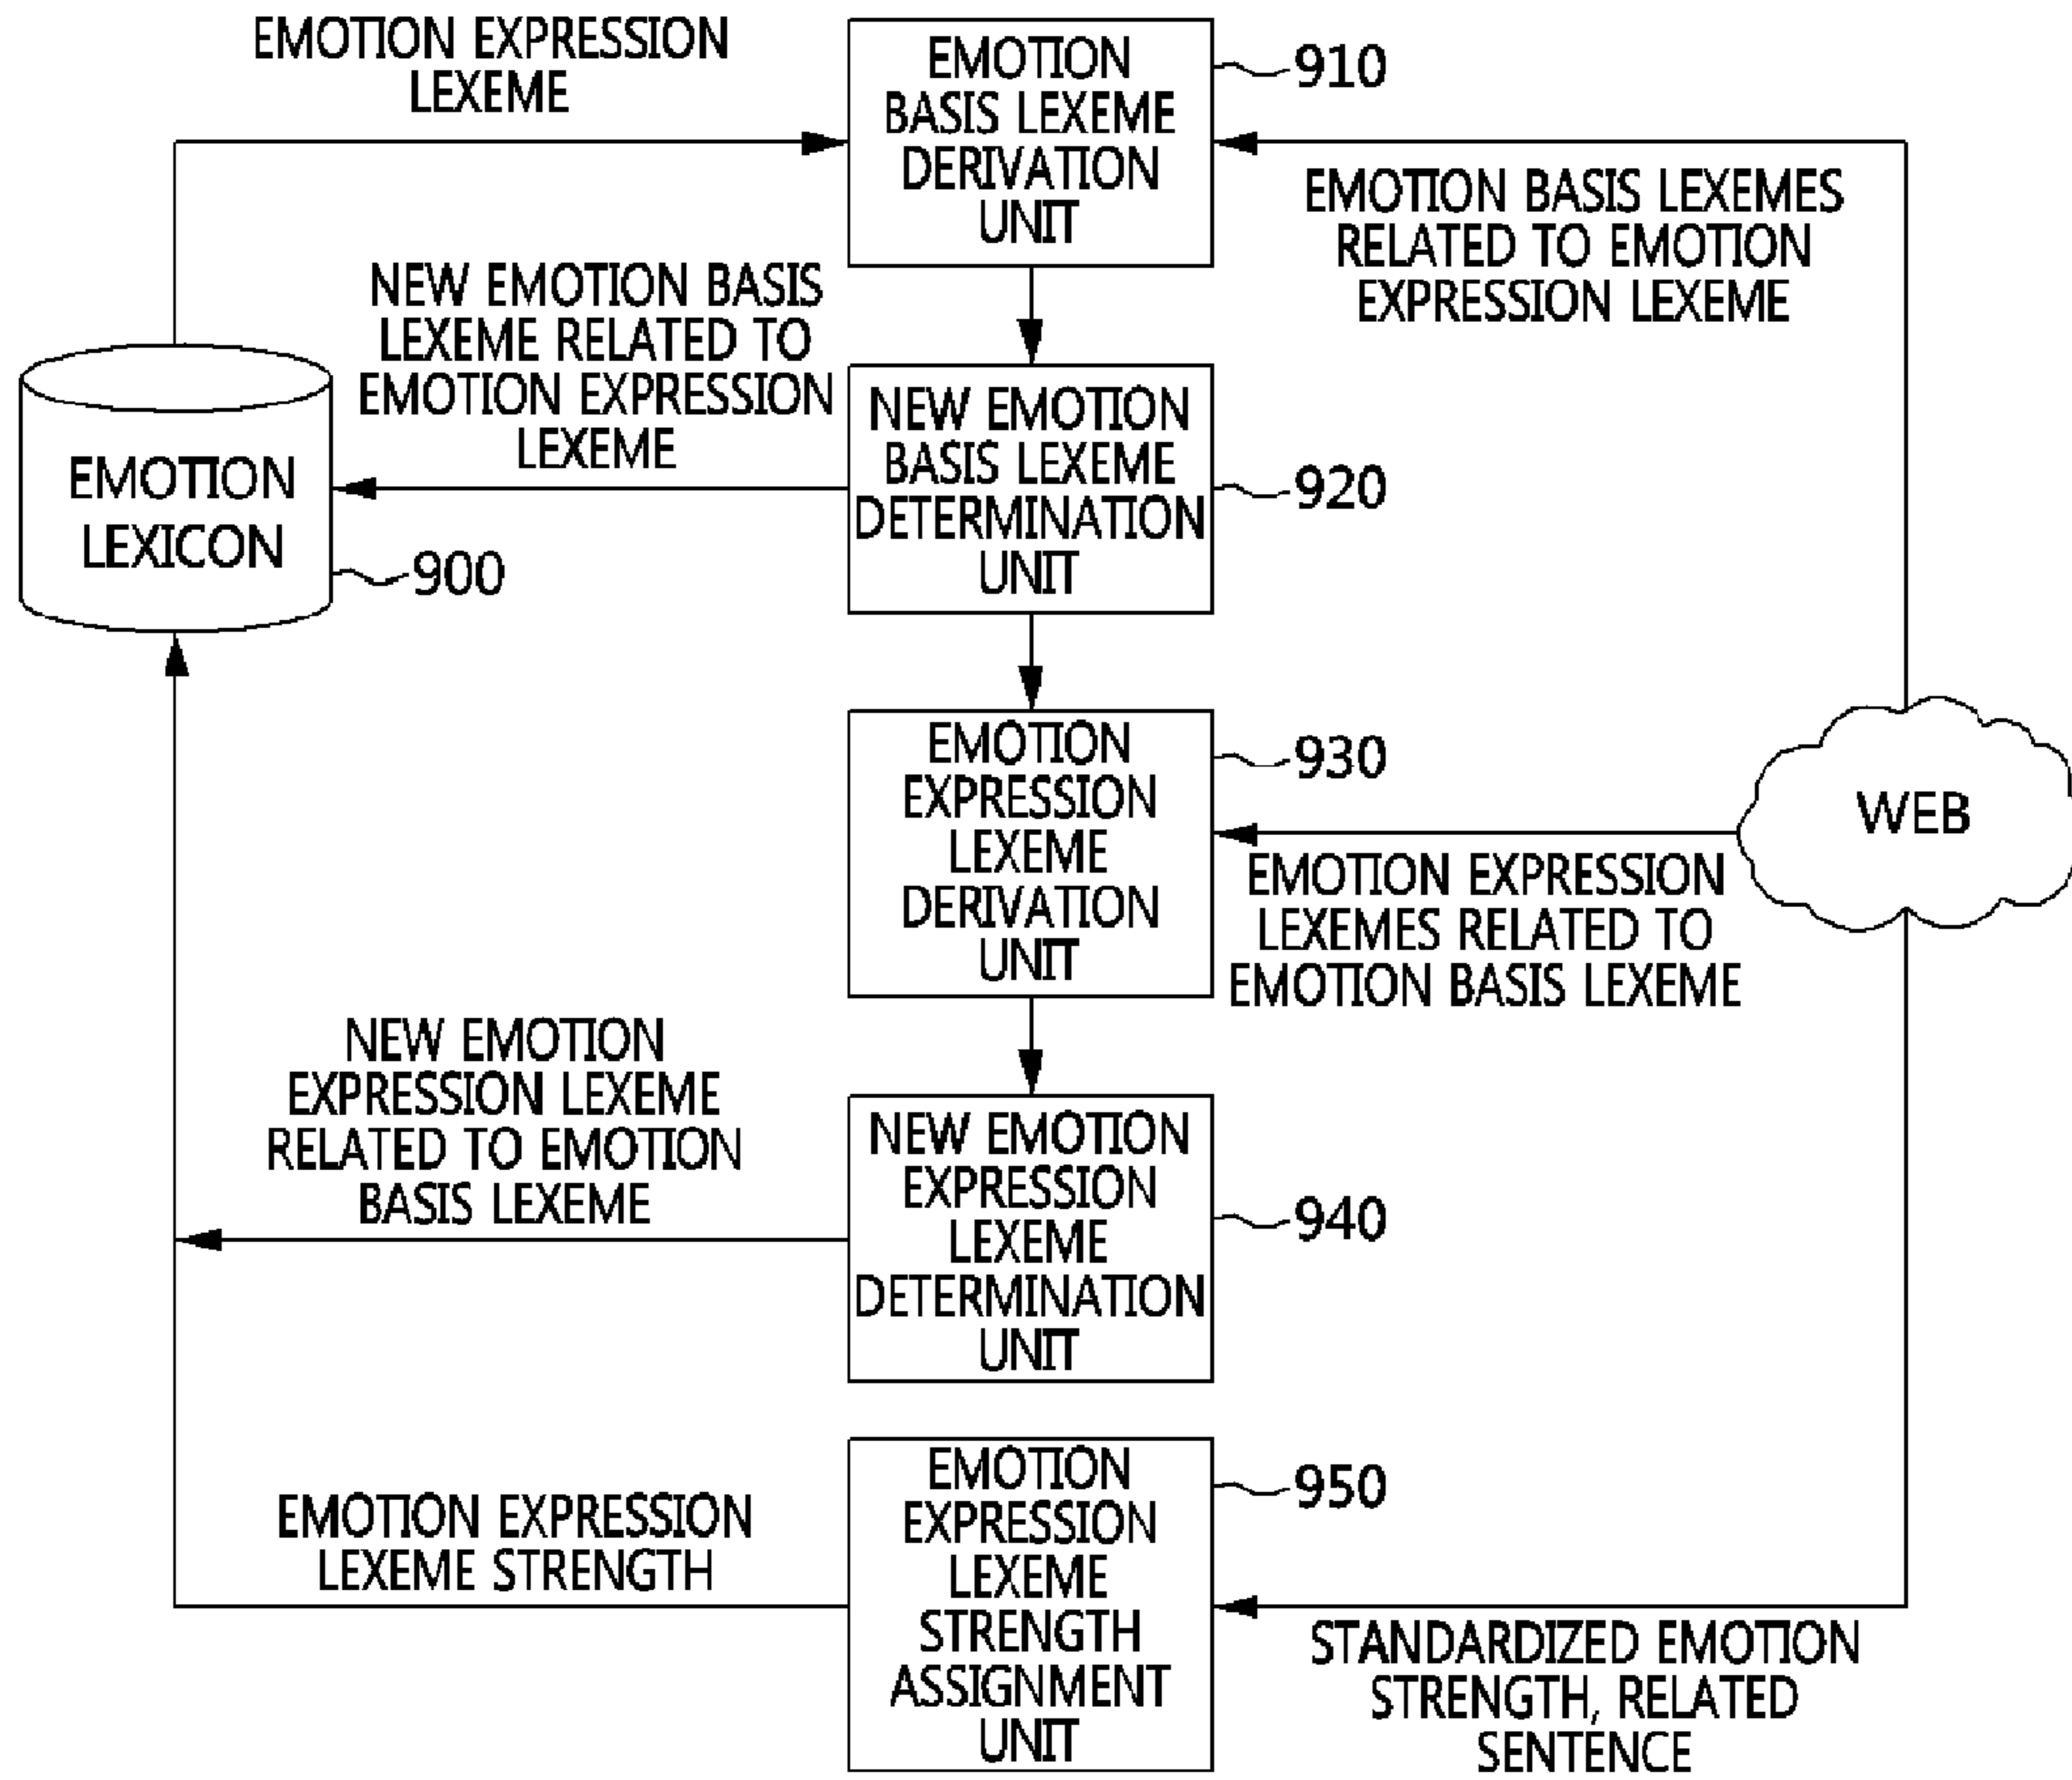 EMOTION EXPRESSION
LEXEME
EMOTION
BASIS LEXEME
DERIVATION
UNIT
910
EMOTION BASIS LEXEMES
RELATED TO EMOTION
EXPRESSION LEXEME
NEW EMOTION BASIS
LEXEME RELATED TO
EMOTION EXPRESSION
LEXEME
EMOTION
LEXICON
900
NEW EMOTION
BASIS LEXEME
DETERMINATION
UNIT
920
EMOTION
EXPRESSION
LEXEME
DERIVATION
UNIT
930
WEB
EMOTION EXPRESSION
LEXEMES RELATED TO
EMOTION BASIS LEXEME
NEW EMOTION
EXPRESSION LEXEME
RELATED TO EMOTION
BASIS LEXEME
NEW EMOTION
EXPRESSION
LEXEME
DETERMINATION
UNIT
940
EMOTION EXPRESSION
LEXEME STRENGTH
EMOTION
EXPRESSION
LEXEME
STRENGTH
ASSIGNMENT
UNIT
950
STANDARDIZED EMOTION
STRENGTH, RELATED
SENTENCE